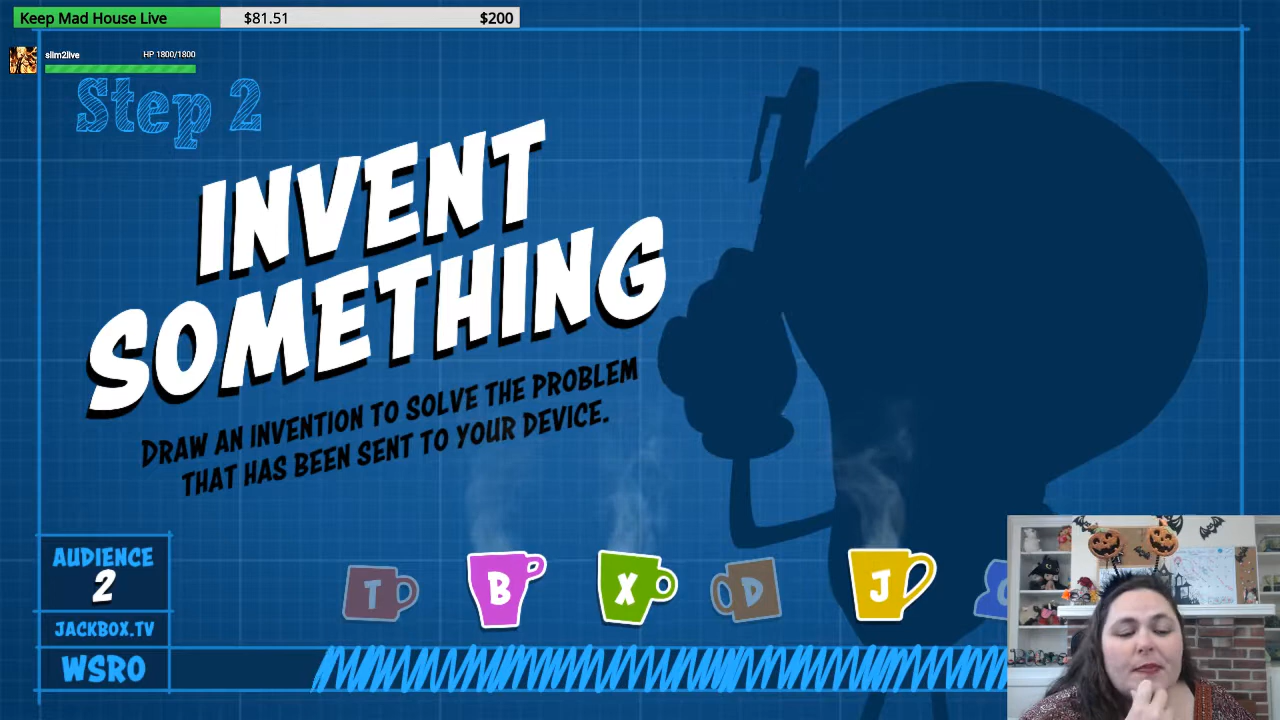 Keep Mad House Live $81.51 $200
slim2live HP 1800/1800
Step 2
INVENT
SOMETHING
DRAW AN INVENTION TO SOLVE THE PROBLEM
THAT HAS BEEN SENT TO YOUR DEVICE.
T B X D J
AUDIENCE
2
JACKBOX.TV
WSRO